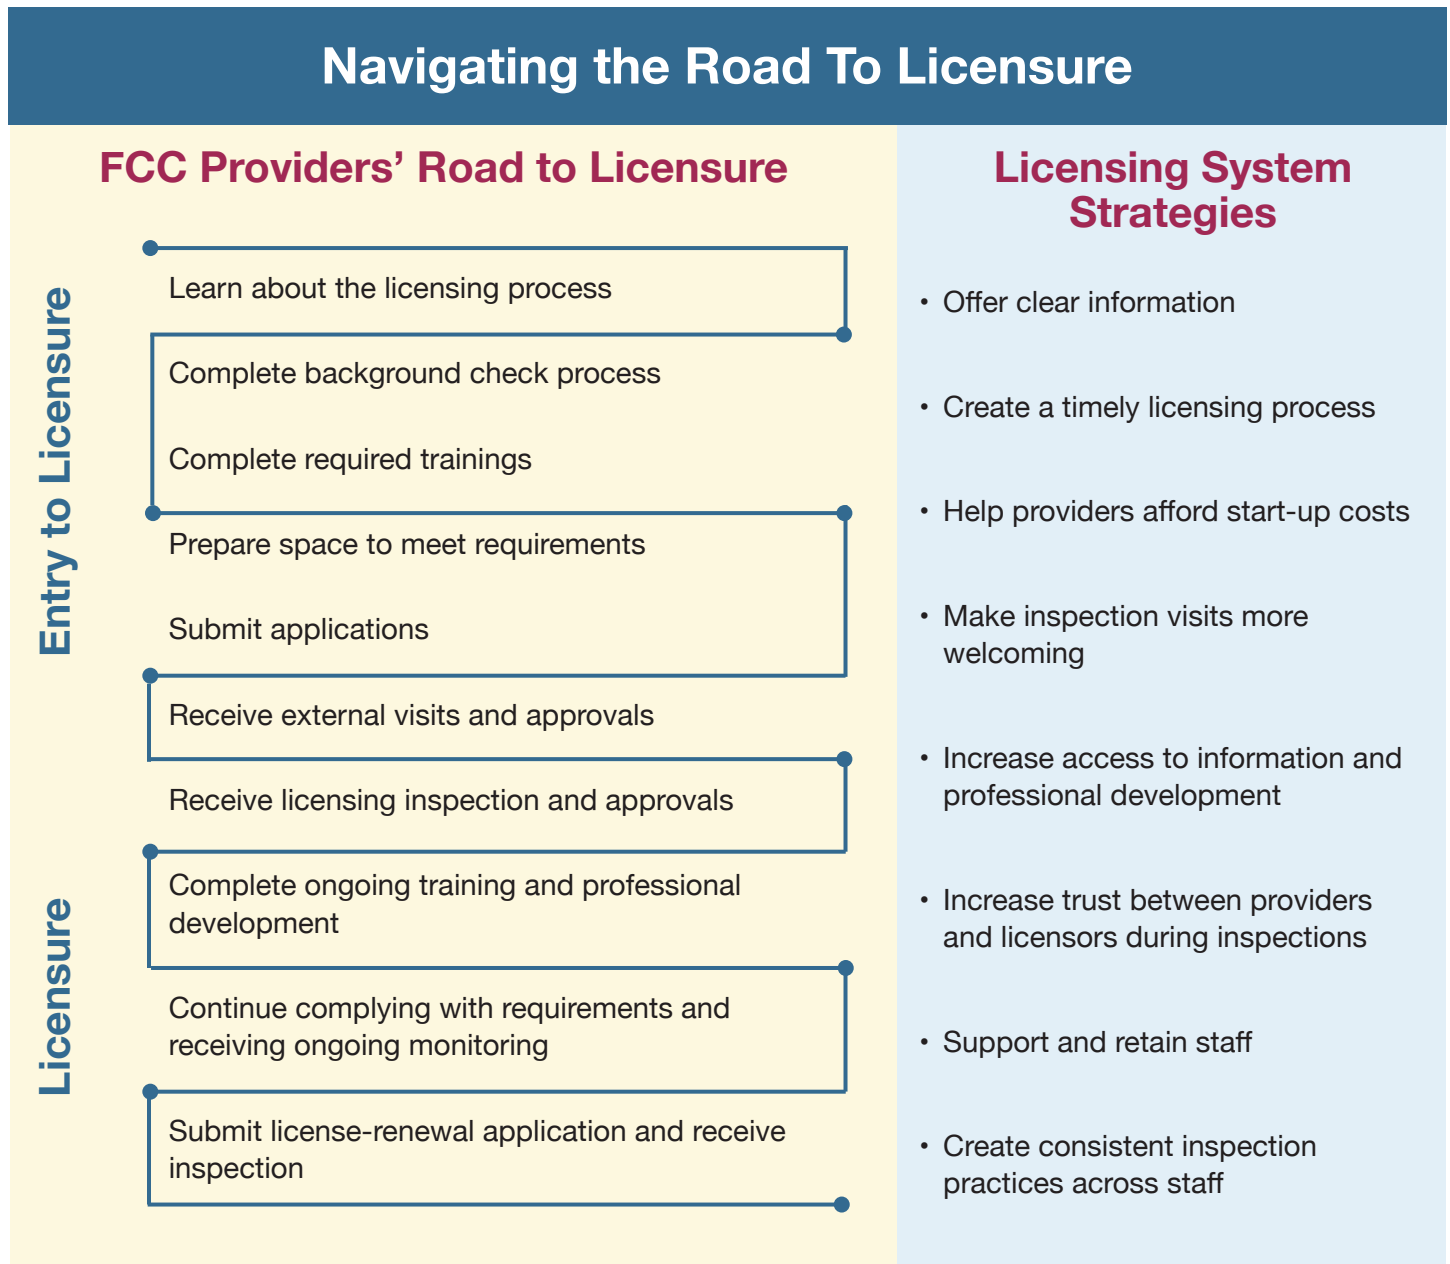 Navigating the Road To Licensure
FCC Providers’ Road to Licensure
Entry to Licensure
Learn about the licensing process
Complete background check process
Complete required trainings
Prepare space to meet requirements
Submit applications
Receive external visits and approvals
Receive licensing inspection and approvals
Licensure
Complete ongoing training and professional
development
Continue complying with requirements and
receiving ongoing monitoring
Submit license-renewal application and receive
inspection
Licensing System
Strategies
• Offer clear information
• Create a timely licensing process
• Help providers afford start-up costs
• Make inspection visits more
welcoming
• Increase access to information and
professional development
• Increase trust between providers
and licensors during inspections
• Support and retain staff
• Create consistent inspection
practices across staff